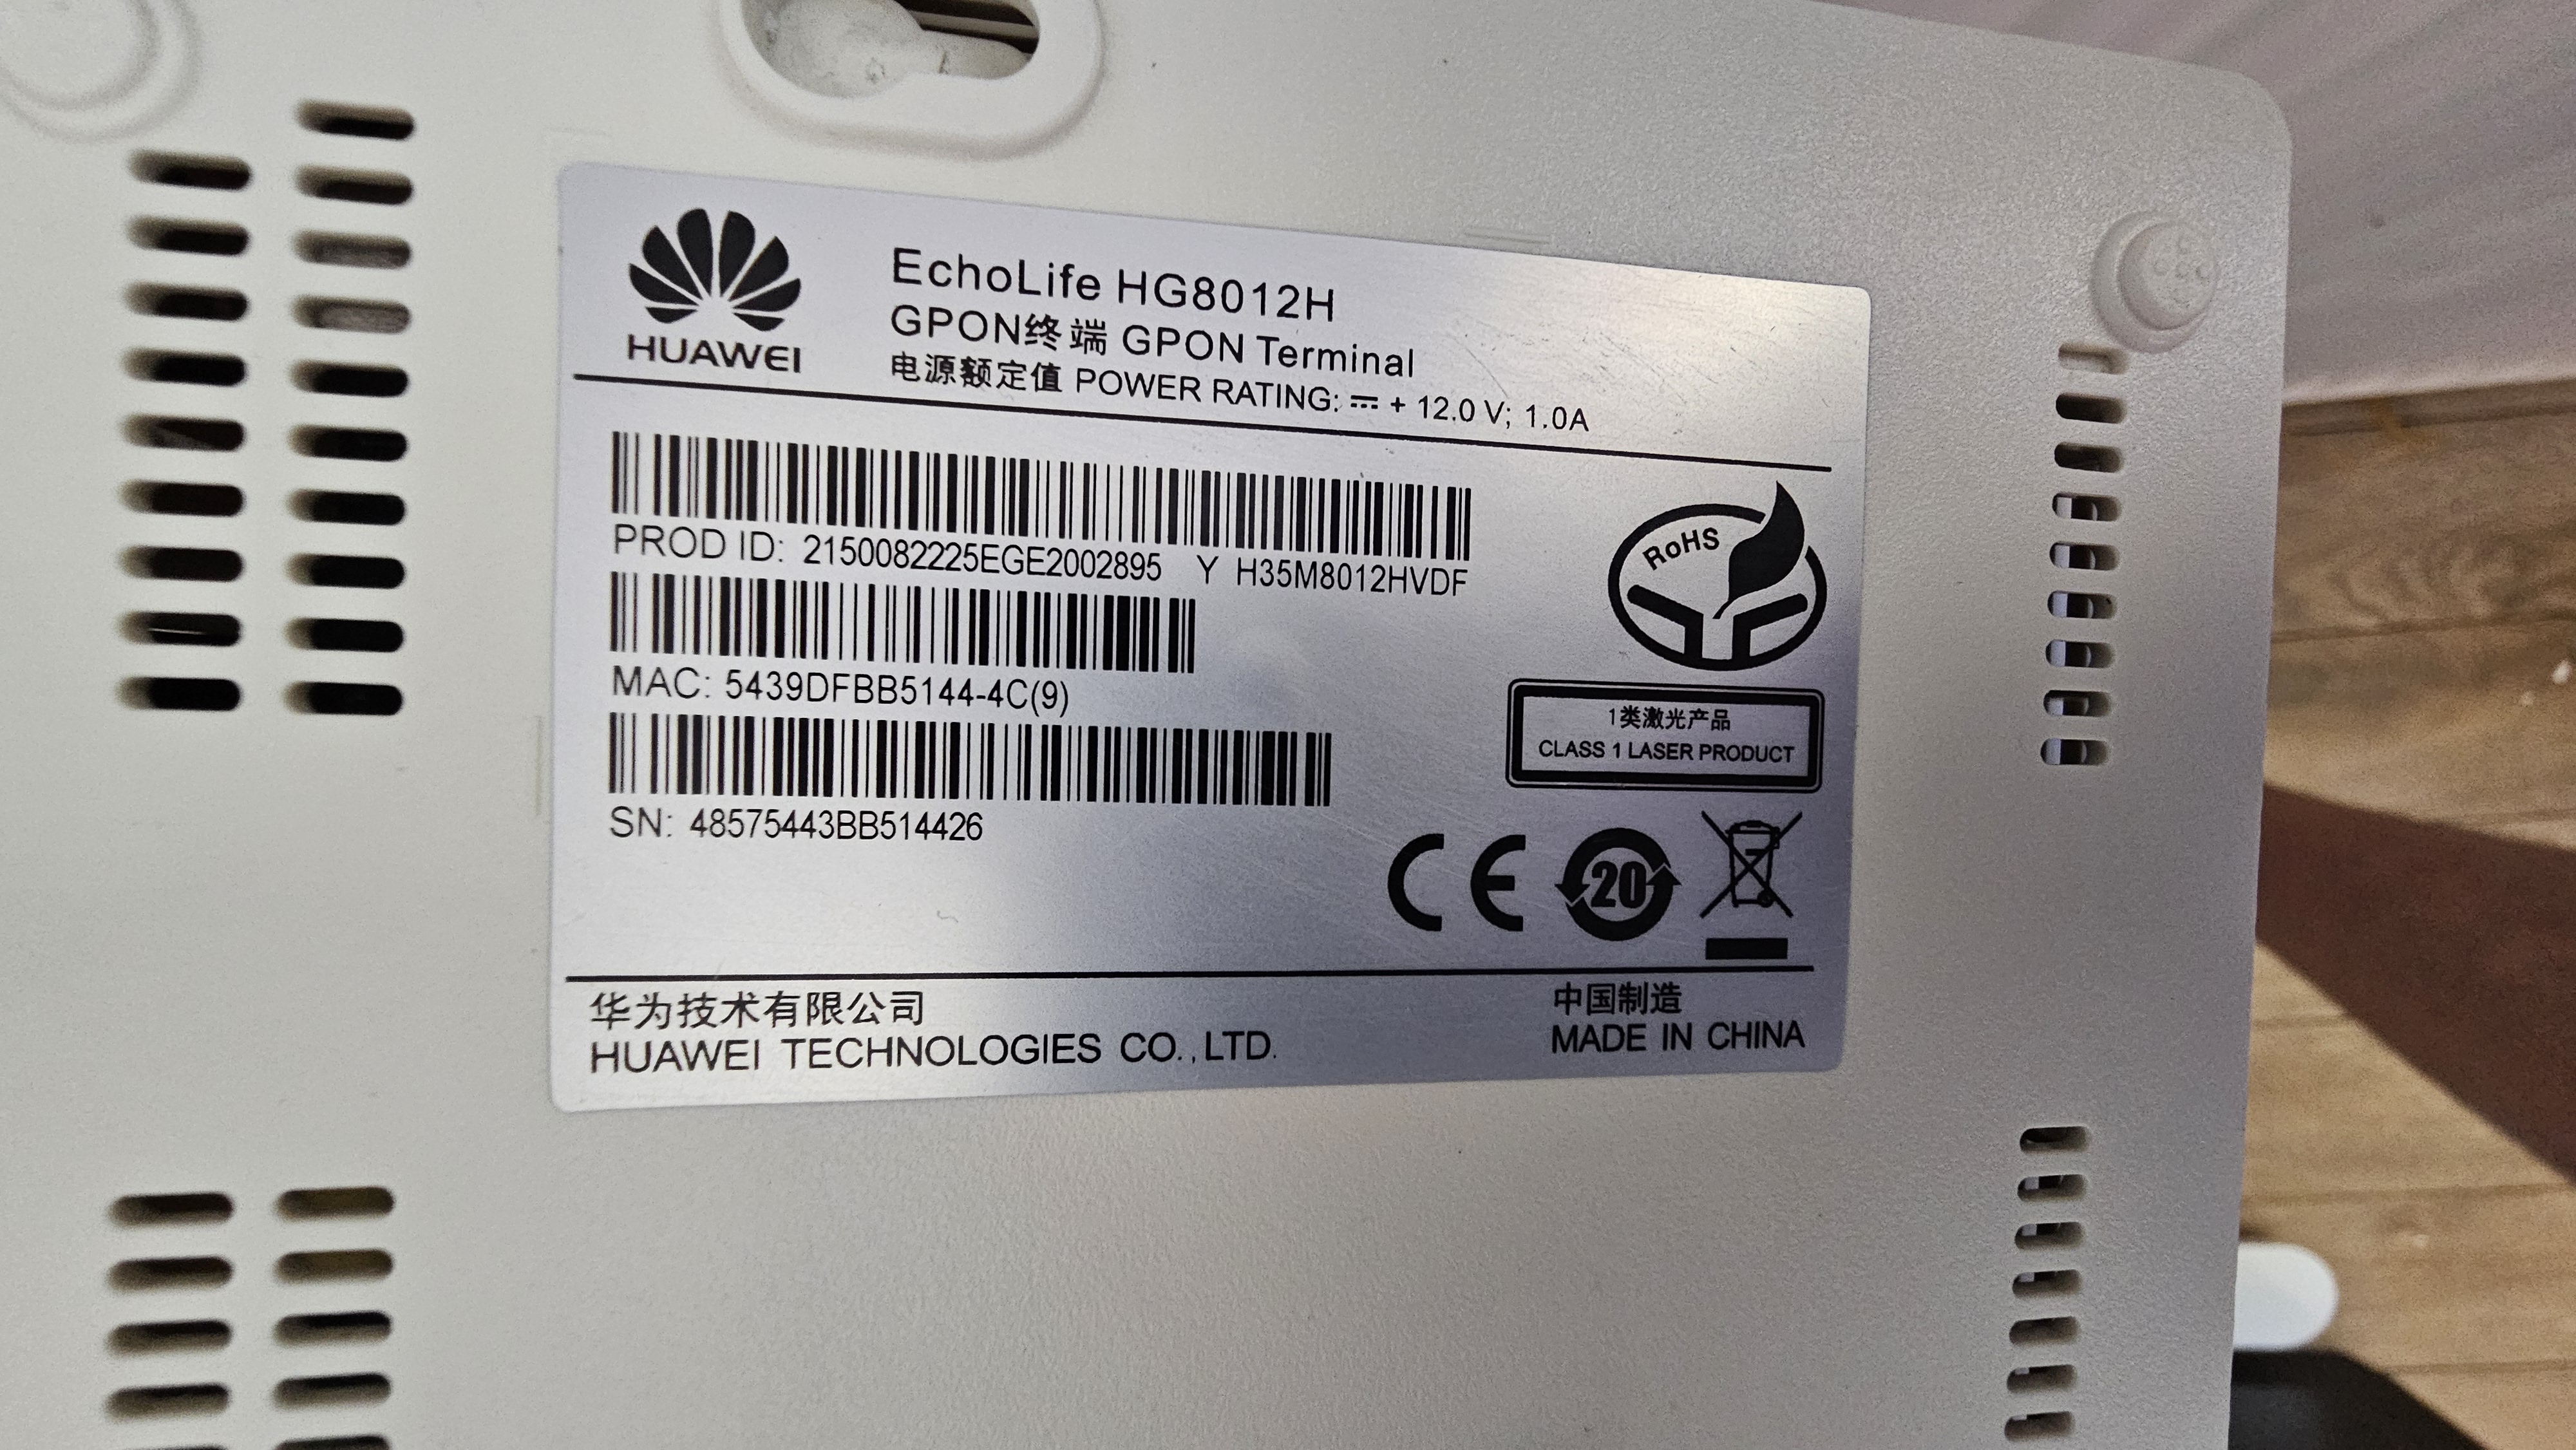 HUAWEI
EchoLife HG8012H
GPON终端 GPON Terminal
电源额定值 POWER RATING: ⎓ + 12.0 V; 1.0A
PROD ID: 2150082225EGE2002895 Y H35M8012HVDF
MAC: 5439DFBB5144-4C(9)
SN: 48575443BB514426
RoHS
1类激光产品
CLASS 1 LASER PRODUCT
CE
20
华为技术有限公司
HUAWEI TECHNOLOGIES CO.,LTD.
中国制造
MADE IN CHINA